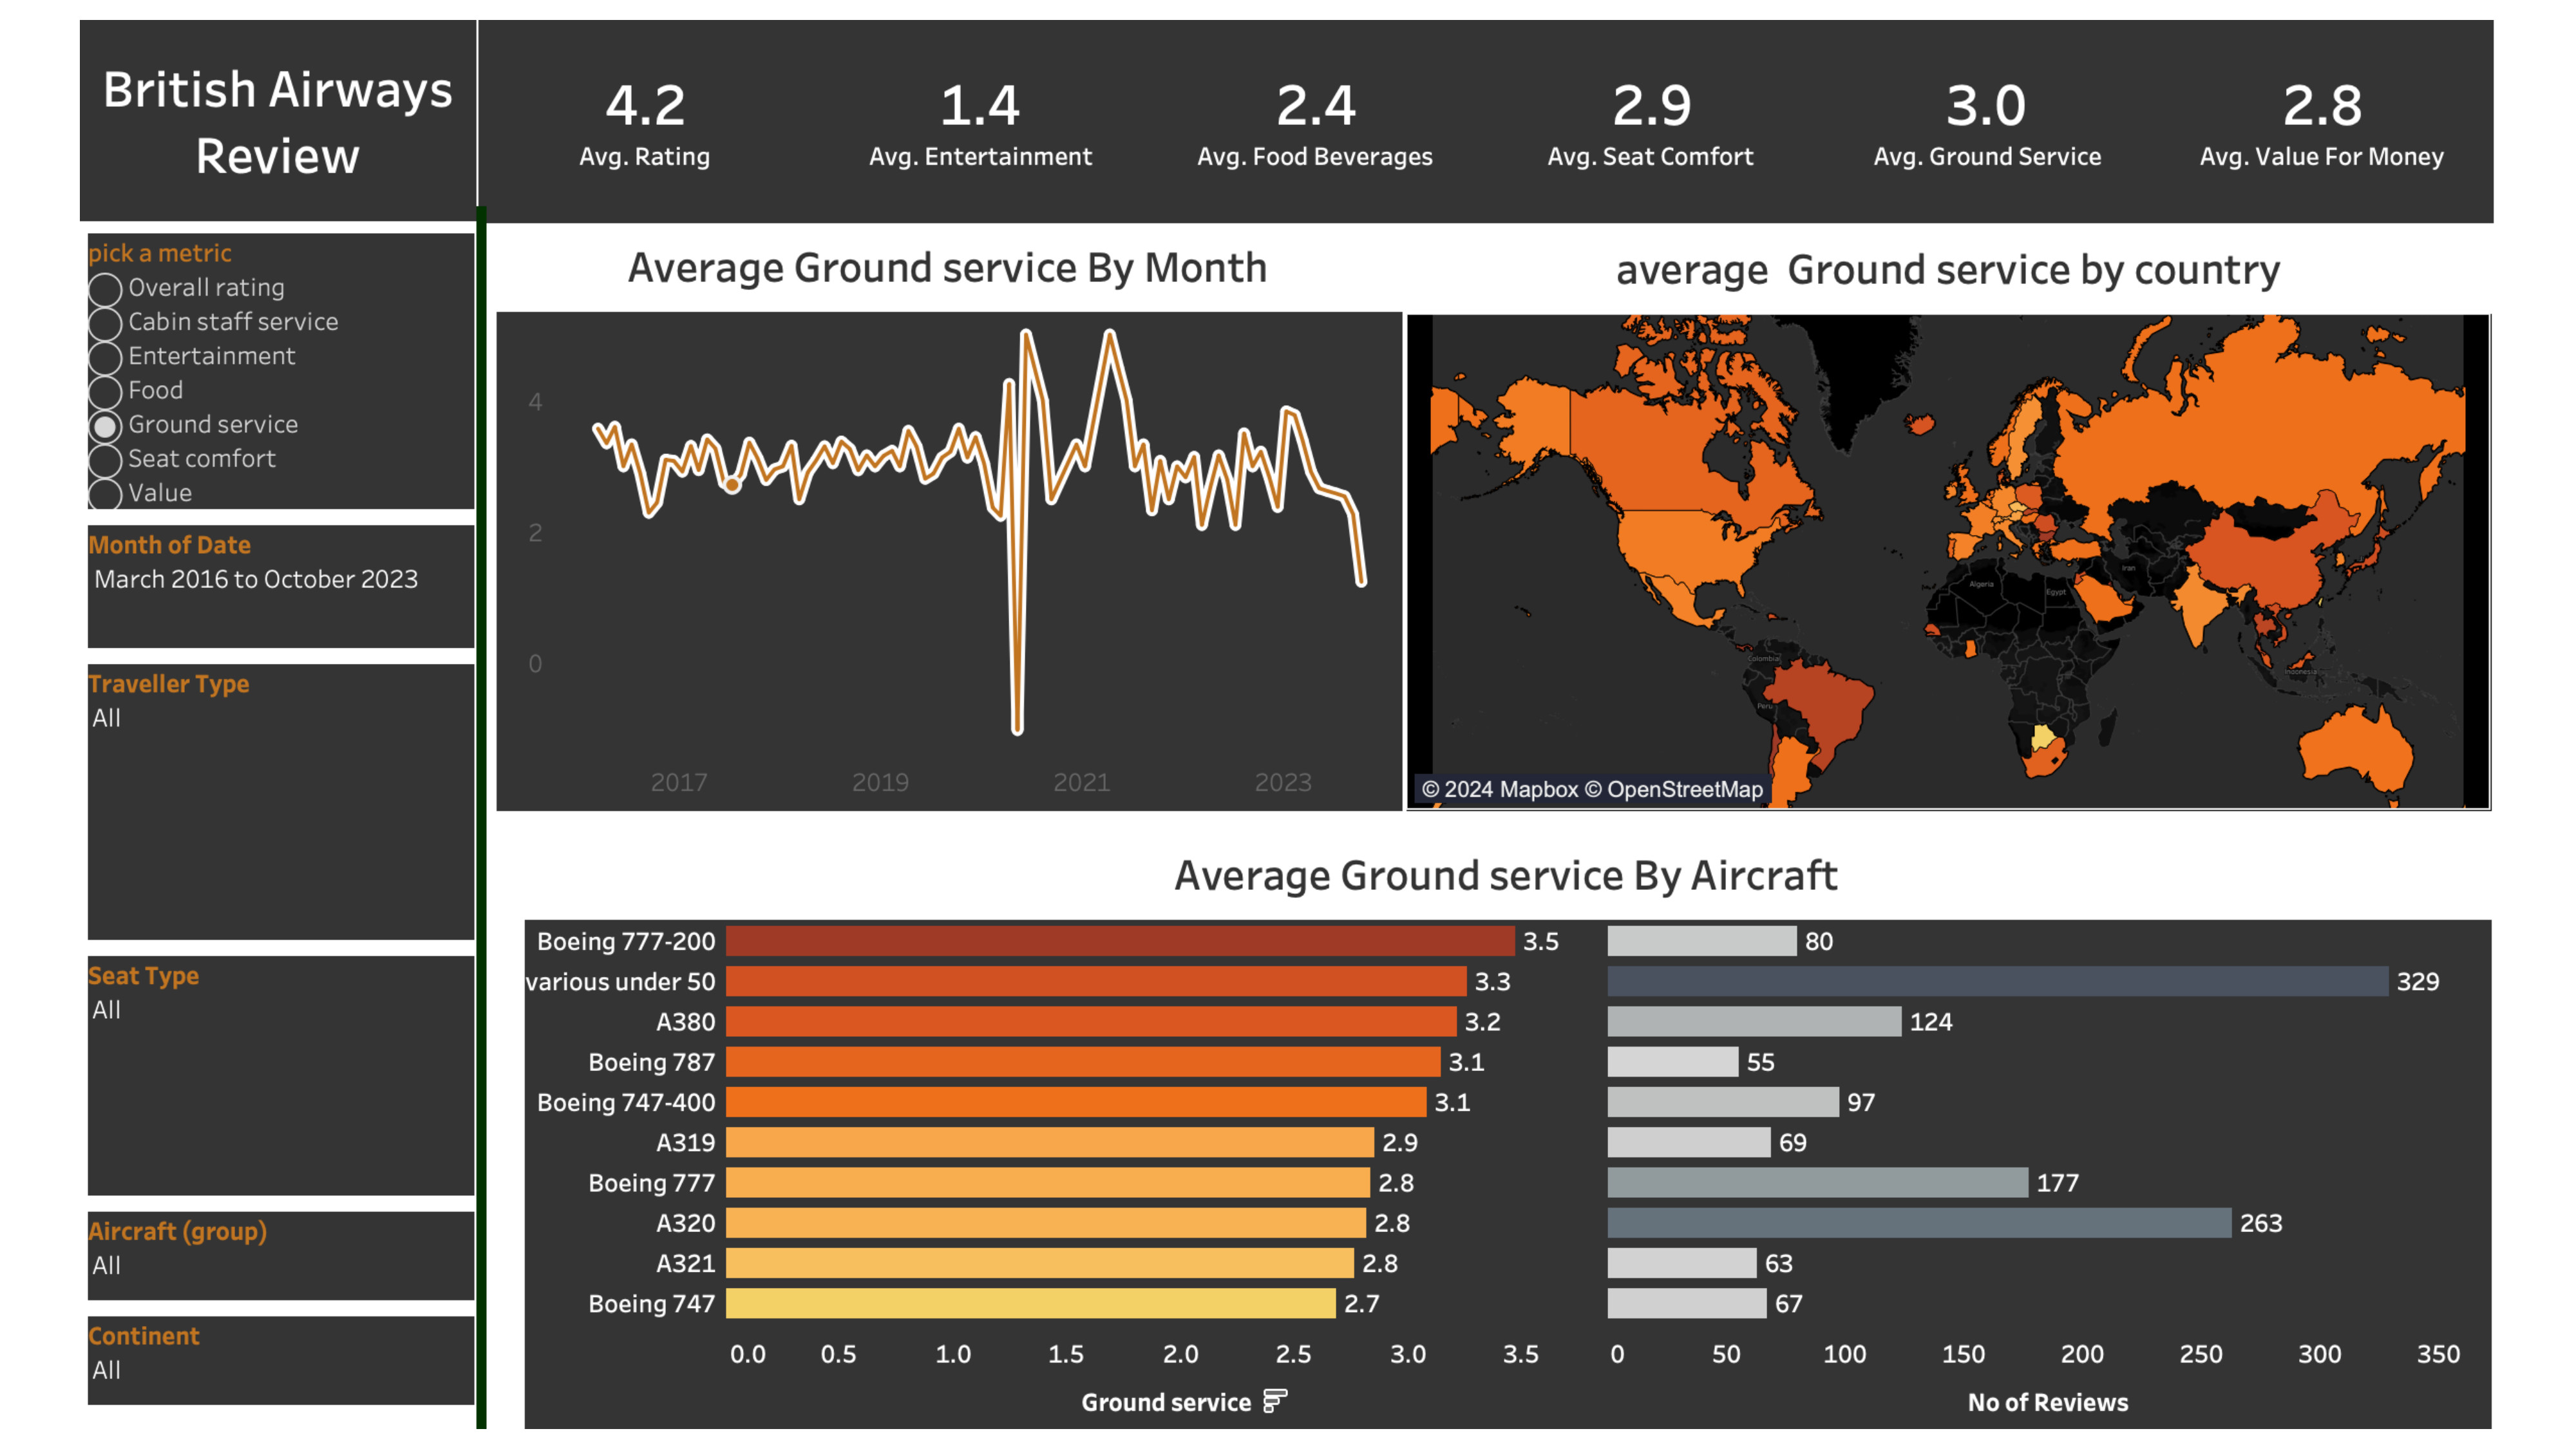 British Airways
Review
4.2
Avg. Rating
1.4
Avg. Entertainment
2.4
Avg. Food Beverages
2.9
Avg. Seat Comfort
3.0
Avg. Ground Service
2.8
Avg. Value For Money
pick a metric
Overall rating
Cabin staff service
Entertainment
Food
Ground service
Seat comfort
Value
Month of Date
March 2016 to October 2023
Traveller Type
All
Seat Type
All
Aircraft (group)
All
Continent
All
Average Ground service By Month
4
2
0
2017
2019
2021
2023
average Ground service by country
Algeria
Egypt
Iran
Colombia
Peru
Indonesia
© 2024 Mapbox © OpenStreetMap
Average Ground service By Aircraft
Boeing 777-200 3.5 80
various under 50 3.3 329
A380 3.2 124
Boeing 787 3.1 55
Boeing 747-400 3.1 97
A319 2.9 69
Boeing 777 2.8 177
A320 2.8 263
A321 2.8 63
Boeing 747 2.7 67
0.0 0.5 1.0 1.5 2.0 2.5 3.0 3.5
0 50 100 150 200 250 300 350
Ground service
No of Reviews